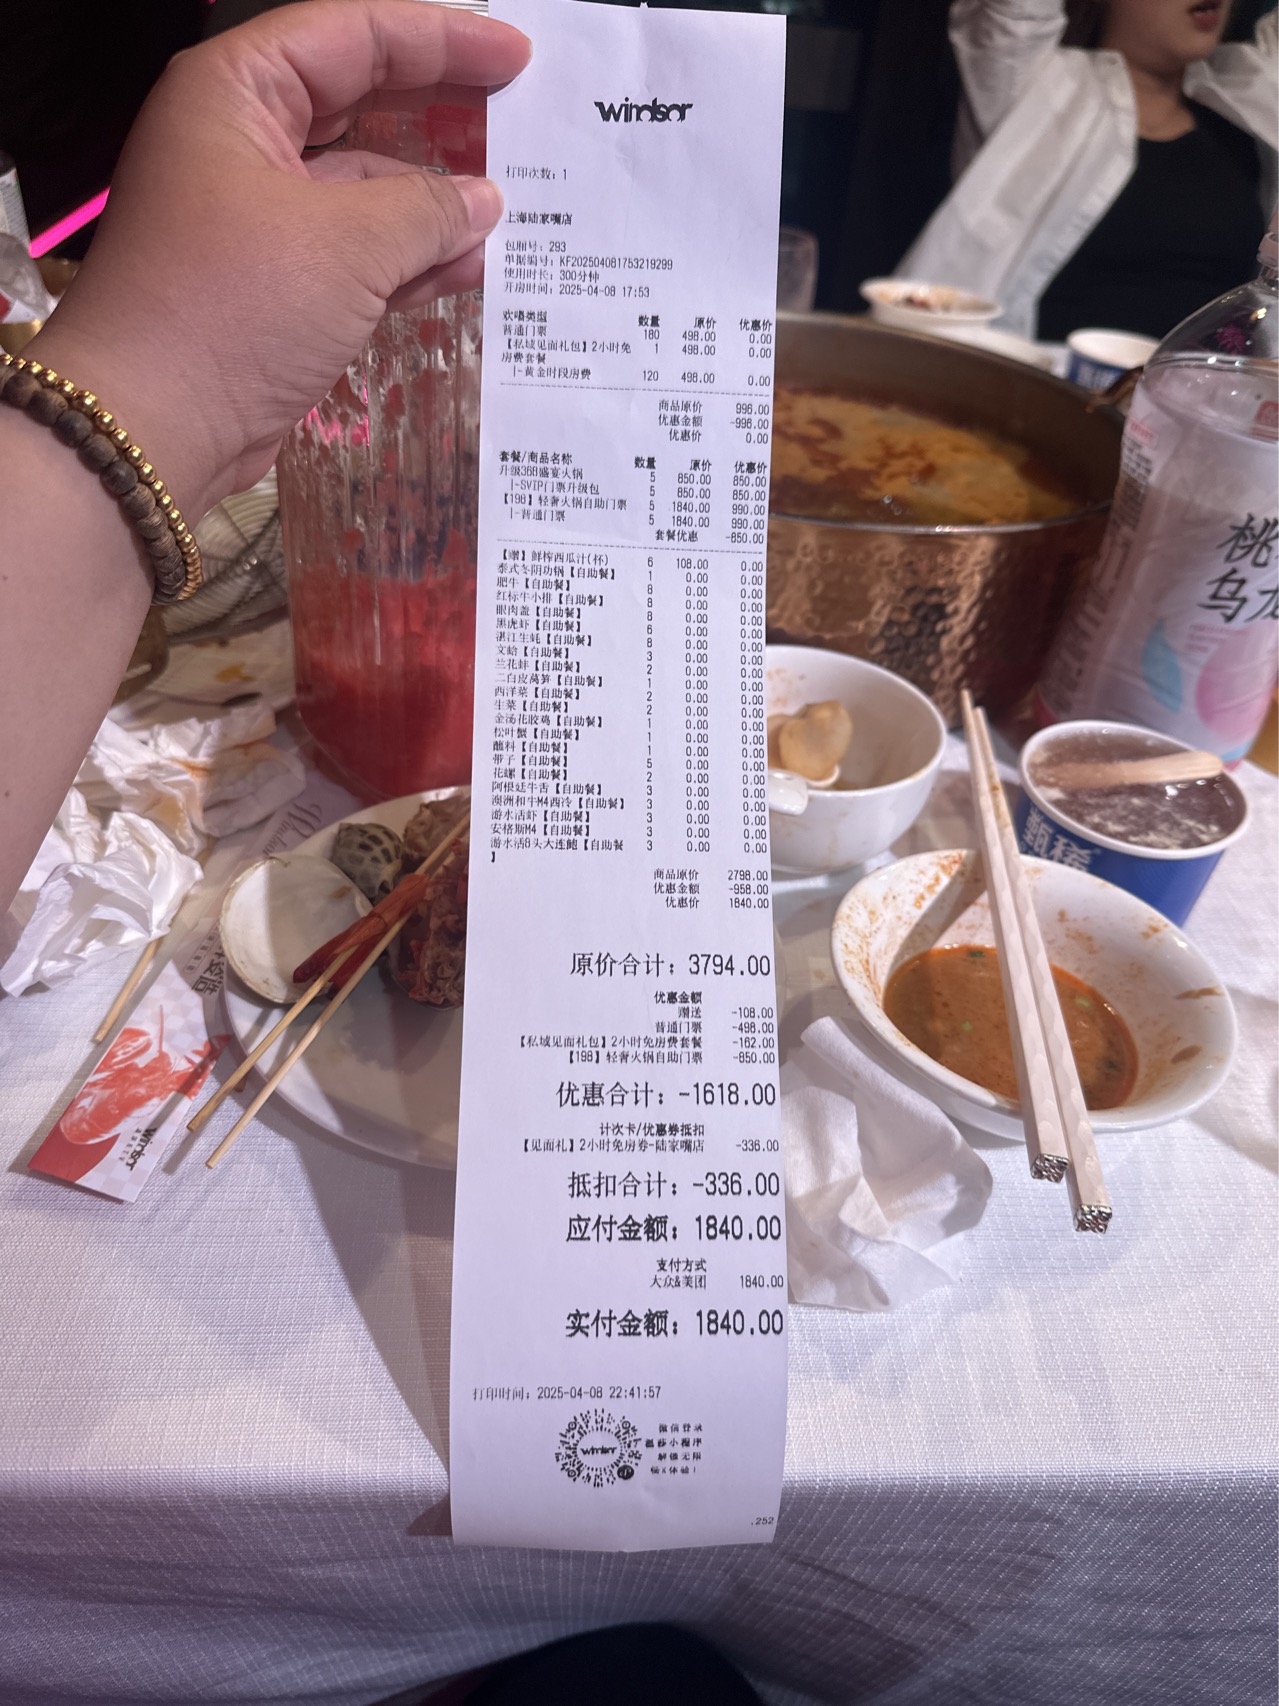 windsor
打印次数：1
上海陆家嘴店
包厢号：293
单据编号：KF202504081753219299
使用时长：300分钟
开房时间：2025-04-08 17:53
欢唱类型 数量 原价 优惠价
普通门票 180 498.00 0.00
【私域见面礼包】2小时免 1 498.00 0.00
房费套餐
|-黄金时段房费 120 498.00 0.00
商品原价 996.00
优惠金额 -996.00
优惠价 0.00
套餐/商品名称 数量 原价 优惠价
升级368盛宴火锅 5 850.00 850.00
|-SVIP门票升级包 5 850.00 850.00
【198】轻奢火锅自助门票 5 1840.00 990.00
|-普通门票 5 1840.00 990.00
套餐优惠 -850.00
【赠】鲜榨西瓜汁(杯) 6 108.00 0.00
泰式冬阴功锅【自助餐】 1 0.00 0.00
肥牛【自助餐】 8 0.00 0.00
红标牛小排【自助餐】 8 0.00 0.00
眼肉盖【自助餐】 8 0.00 0.00
黑虎虾【自助餐】 6 0.00 0.00
湛江生蚝【自助餐】 8 0.00 0.00
文蛤【自助餐】 3 0.00 0.00
兰花蚌【自助餐】 2 0.00 0.00
二白皮莴笋【自助餐】 1 0.00 0.00
西洋菜【自助餐】 2 0.00 0.00
生菜【自助餐】 2 0.00 0.00
金汤花胶鸡【自助餐】 1 0.00 0.00
松叶蟹【自助餐】 1 0.00 0.00
蘸料【自助餐】 1 0.00 0.00
带子【自助餐】 5 0.00 0.00
花螺【自助餐】 2 0.00 0.00
阿根廷牛舌【自助餐】 3 0.00 0.00
澳洲和牛M4西冷【自助餐】 3 0.00 0.00
游水活虾【自助餐】 3 0.00 0.00
安格斯M4【自助餐】 3 0.00 0.00
游水活8头大连鲍【自助餐 3 0.00 0.00
】
商品原价 2798.00
优惠金额 -958.00
优惠价 1840.00
原价合计：3794.00
优惠金额
赠送 -108.00
普通门票 -498.00
【私域见面礼包】2小时免房费套餐 -162.00
【198】轻奢火锅自助门票 -850.00
优惠合计：-1618.00
计次卡/优惠券抵扣
【见面礼】2小时免房券-陆家嘴店 -336.00
抵扣合计：-336.00
应付金额：1840.00
支付方式
大众&美团 1840.00
实付金额：1840.00
打印时间：2025-04-08 22:41:57
windsor
微信登录
温莎小程序
解锁无限
畅K体验！
.252
桃
乌龙
甄稀
windsor